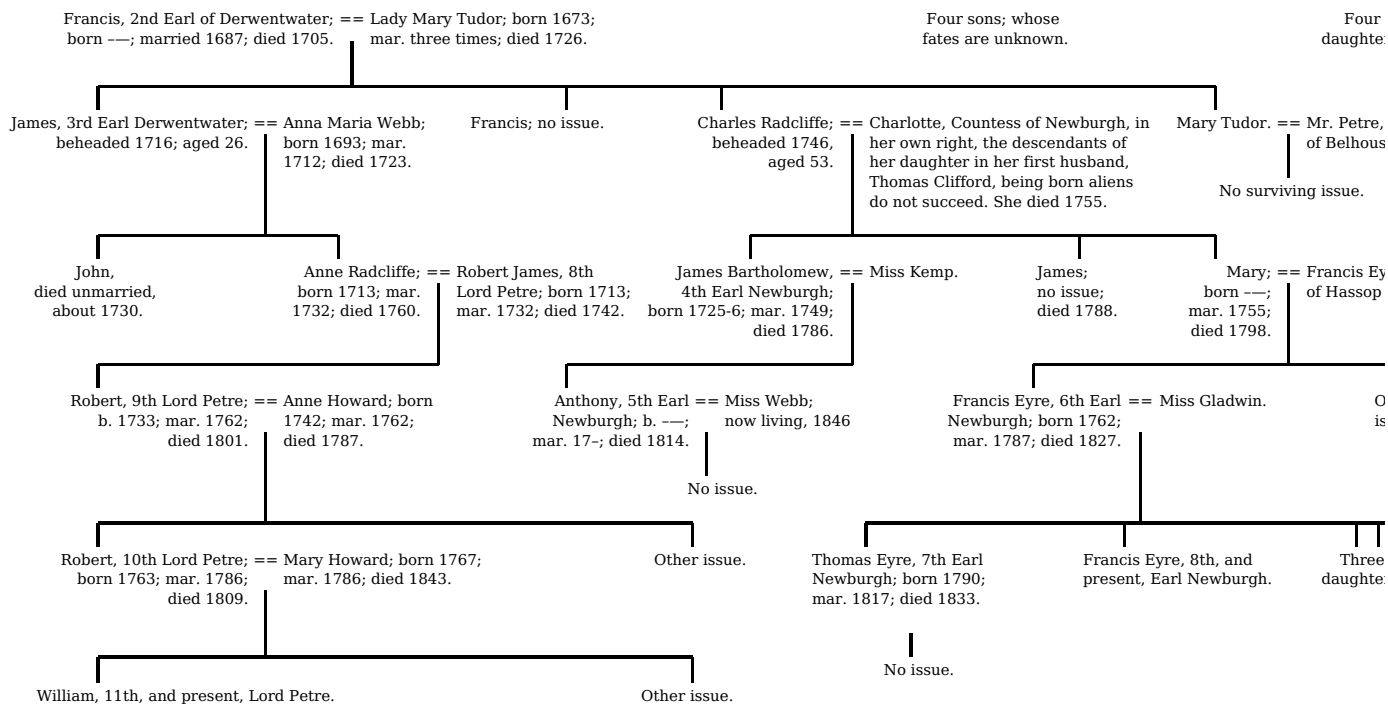 Francis, 2nd Earl of Derwentwater; == Lady Mary Tudor; born 1673;
born -—; married 1687; died 1705. mar. three times; died 1726.
Four sons; whose
fates are unknown.
Four
James, 3rd Earl Derwentwater; == Anna Maria Webb;
beheaded 1716; aged 26. born 1693; mar.
1712; died 1723.
Francis; no issue.
Charles Radcliffe; == Charlotte, Countess of Newburgh, in
beheaded 1746, her own right, the descendants of
aged 53. her daughter in her first husband,
Thomas Clifford, being born aliens
do not succeed. She died 1755.
Mary Tudor. == Mr. Petre,
of
No surviving issue.
John,
died unmarried,
about 1730.
Anne Radcliffe; == Robert James, 8th
born 1713; mar. Lord Petre; born 1713;
1732; died 1760. mar. 1732; died 1742.
James Bartholomew, == Miss Kemp.
4th Earl Newburgh;
born 1725-6; mar. 1749;
died 1786.
James;
no issue;
died 1788.
Mary; == Francis
born -—; of Hassop
mar. 1755;
died 1798.
Robert, 9th Lord Petre; == Anne Howard; born
b. 1733; mar. 1762; 1742; mar. 1762;
died 1801. died 1787.
Anthony, 5th Earl == Miss Webb;
Newburgh; b. -—; now living, 1846
mar. 17–; died 1814.
No issue.
Francis Eyre, 6th Earl == Miss Gladwin.
Newburgh; born 1762;
mar. 1787; died 1827.
Robert, 10th Lord Petre; == Mary Howard; born 1767;
born 1763; mar. 1786; mar. 1786; died 1843.
died 1809.
Other issue.
Thomas Eyre, 7th Earl
Newburgh; born 1790;
mar. 1817; died 1833.
Francis Eyre, 8th, and
present, Earl Newburgh.
Three
No issue.
William, 11th, and present, Lord Petre.
Other issue.